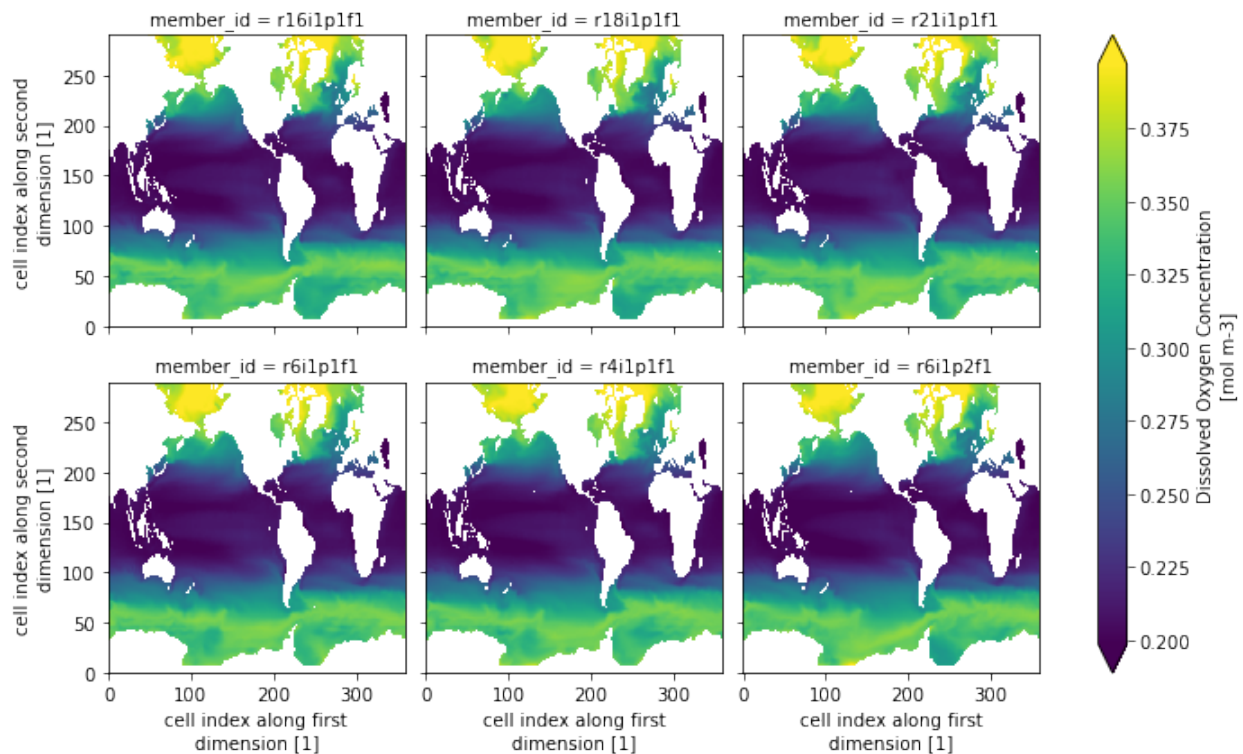 member_id = r16i1p1f1
member_id = r18i1p1f1
member_id = r21i1p1f1
cell index along second
dimension [1]
250
200
150
100
50
0
member_id = r6i1p1f1
member_id = r4i1p1f1
member_id = r6i1p2f1
cell index along second
dimension [1]
250
200
150
100
50
0
0 100 200 300
0 100 200 300
0 100 200 300
cell index along first
dimension [1]
cell index along first
dimension [1]
cell index along first
dimension [1]
0.375
0.350
0.325
0.300
0.275
0.250
0.225
0.200
Dissolved Oxygen Concentration
[mol m-3]